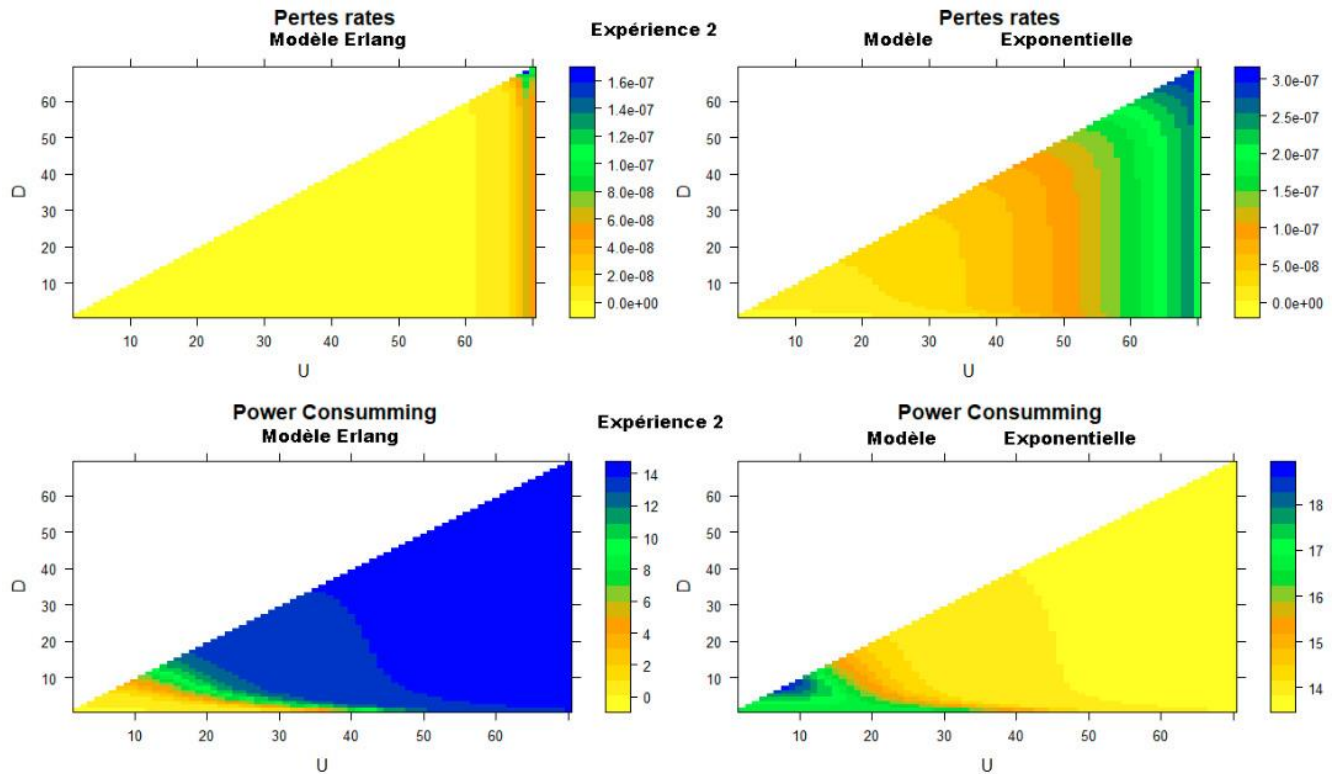 Pertes rates
Modèle Erlang
Expérience 2
Pertes rates
Modèle Exponentielle
D
60
50
40
30
20
10
10 20 30 40 50 60
U
1.6e-07
1.4e-07
1.2e-07
1.0e-07
8.0e-08
6.0e-08
4.0e-08
2.0e-08
0.0e+00
D
60
50
40
30
20
10
10 20 30 40 50 60
U
3.0e-07
2.5e-07
2.0e-07
1.5e-07
1.0e-07
5.0e-08
0.0e+00
Power Consumming
Modèle Erlang
Expérience 2
Power Consumming
Modèle Exponentielle
D
60
50
40
30
20
10
10 20 30 40 50 60
U
14
12
10
8
6
4
2
0
D
60
50
40
30
20
10
10 20 30 40 50 60
U
18
17
16
15
14